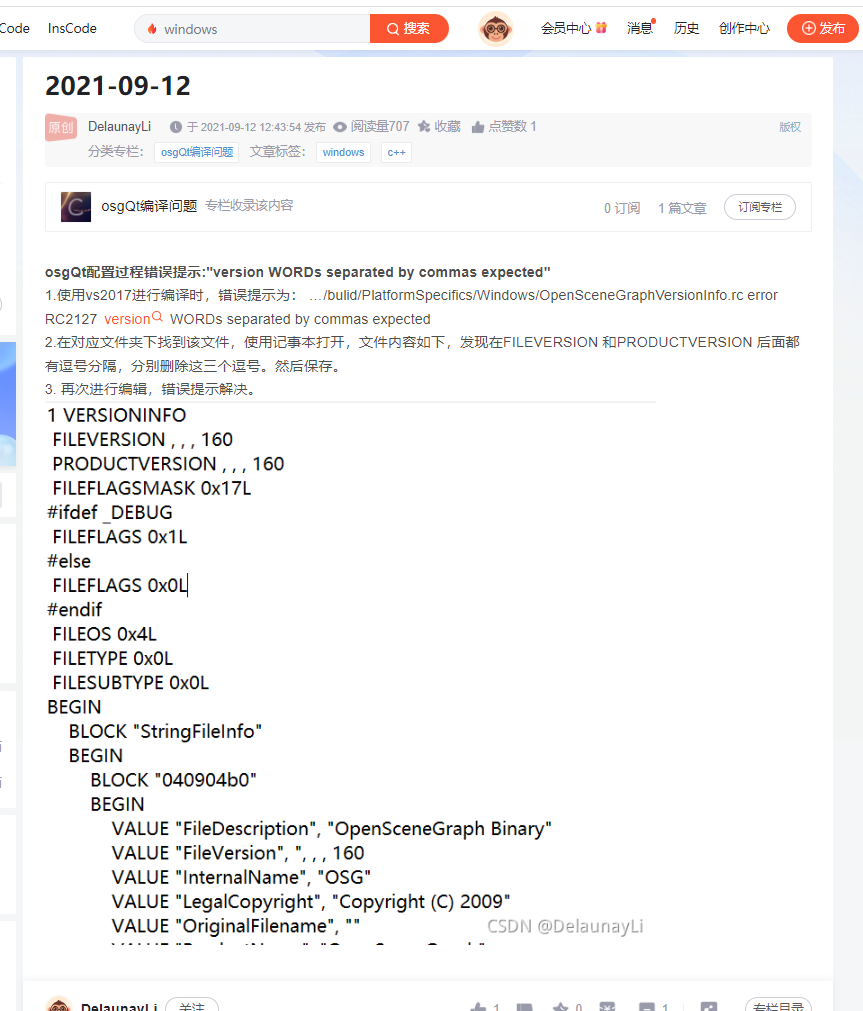 Code InsCode windows 搜索 会员中心 消息 历史 创作中心 发布
2021-09-12
原创 DelaunayLi 于 2021-09-12 12:43:54 发布 阅读量707 收藏 点赞数 1 版权
分类专栏： osgQt编译问题 文章标签： windows c++
osgQt编译问题 专栏收录该内容 0 订阅 1 篇文章 订阅专栏
osgQt配置过程错误提示:"version WORDs separated by commas expected"
1.使用vs2017进行编译时，错误提示为： …/bulid/PlatformSpecifics/Windows/OpenSceneGraphVersionInfo.rc error
RC2127 version WORDs separated by commas expected
2.在对应文件夹下找到该文件，使用记事本打开，文件内容如下，发现在FILEVERSION 和PRODUCTVERSION 后面都
有逗号分隔，分别删除这三个逗号。然后保存。
3. 再次进行编辑，错误提示解决。
1 VERSIONINFO
FILEVERSION , , , 160
PRODUCTVERSION , , , 160
FILEFLAGSMASK 0x17L
#ifdef _DEBUG
FILEFLAGS 0x1L
#else
FILEFLAGS 0x0L
#endif
FILEOS 0x4L
FILETYPE 0x0L
FILESUBTYPE 0x0L
BEGIN
BLOCK "StringFileInfo"
BEGIN
BLOCK "040904b0"
BEGIN
VALUE "FileDescription", "OpenSceneGraph Binary"
VALUE "FileVersion", ", , , 160
VALUE "InternalName", "OSG"
VALUE "LegalCopyright", "Copyright (C) 2009"
VALUE "OriginalFilename", ""
CSDN @DelaunayLi
DelaunayLi 关注 1 0 1 专栏目录